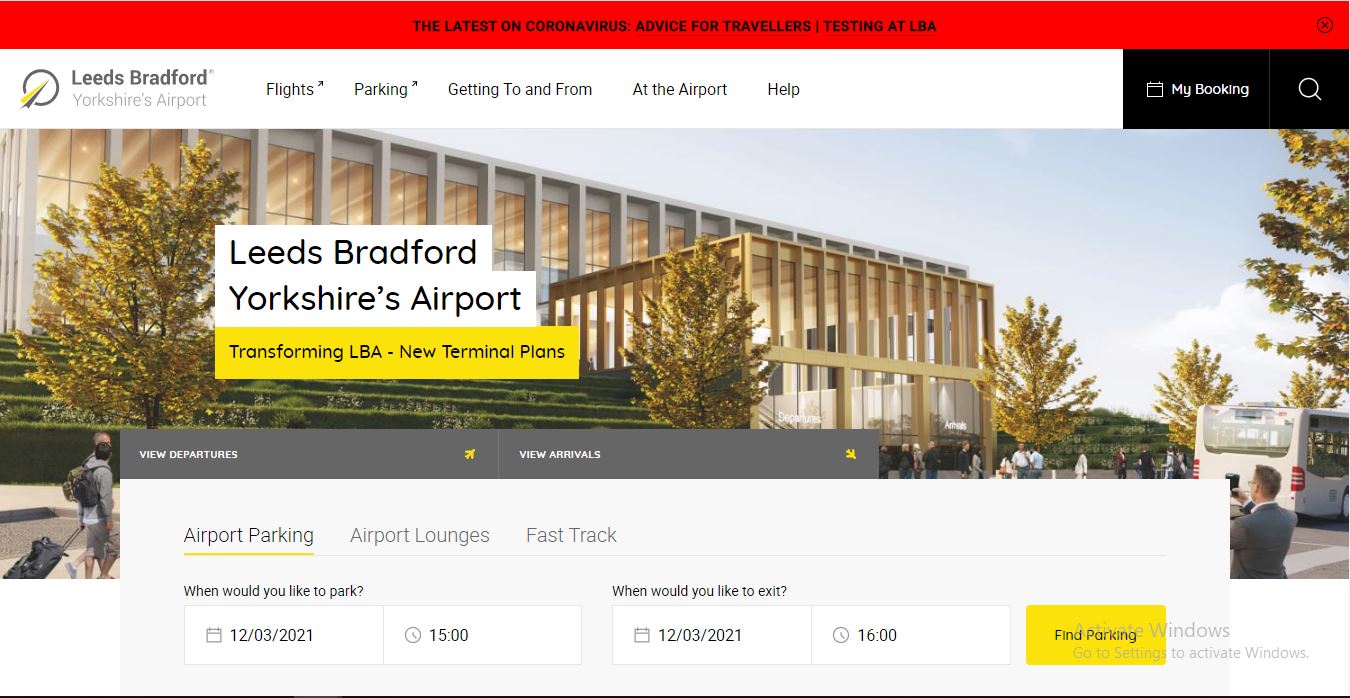 THE LATEST ON CORONAVIRUS: ADVICE FOR TRAVELLERS | TESTING AT LBA
Leeds Bradford®
Yorkshire's Airport
Flights
Parking
Getting To and From
At the Airport
Help
My Booking
Leeds Bradford
Yorkshire's Airport
Transforming LBA - New Terminal Plans
Departures
Arrivals
VIEW DEPARTURES
VIEW ARRIVALS
Airport Parking
Airport Lounges
Fast Track
When would you like to park?
When would you like to exit?
12/03/2021
15:00
12/03/2021
16:00
Find Parking
Activate Windows
Go to Settings to activate Windows.